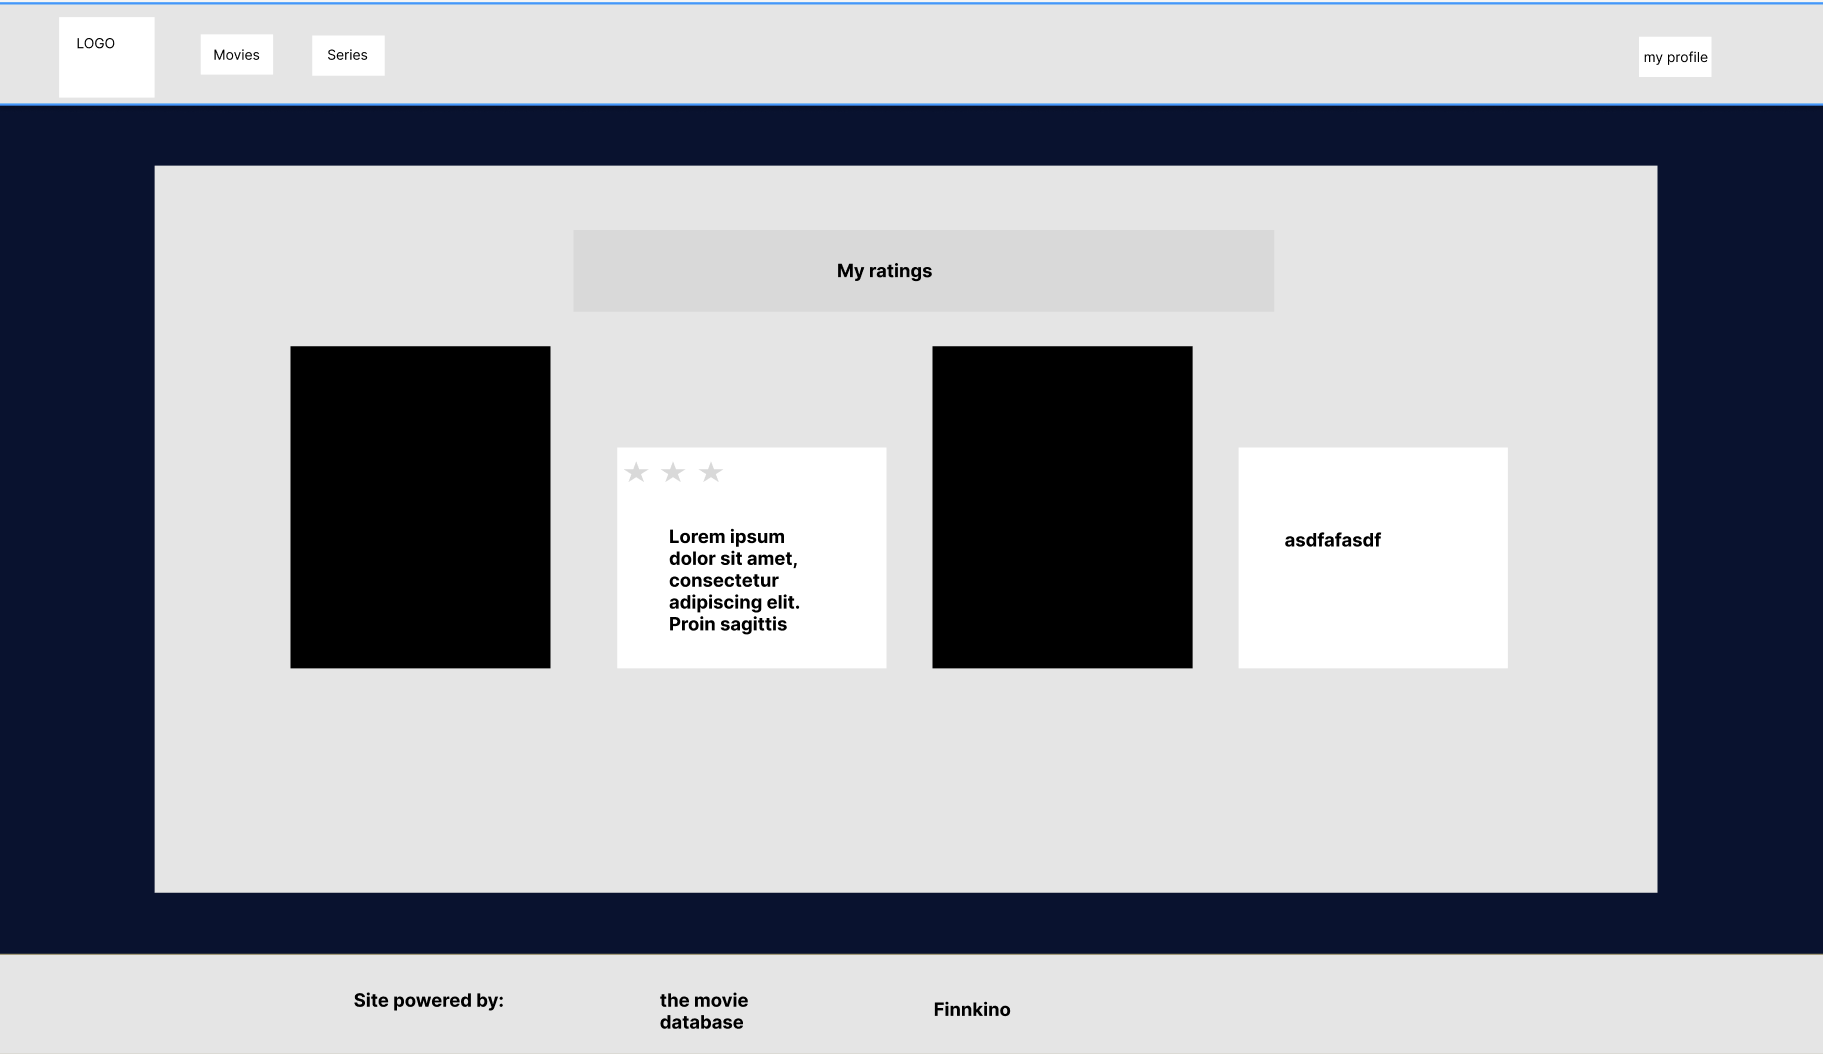 LOGO
Movies
Series
my profile
My ratings
Lorem ipsum
dolor sit amet,
consectetur
adipiscing elit.
Proin sagittis
asdfafasdf
Site powered by:
the movie
database
Finnkino